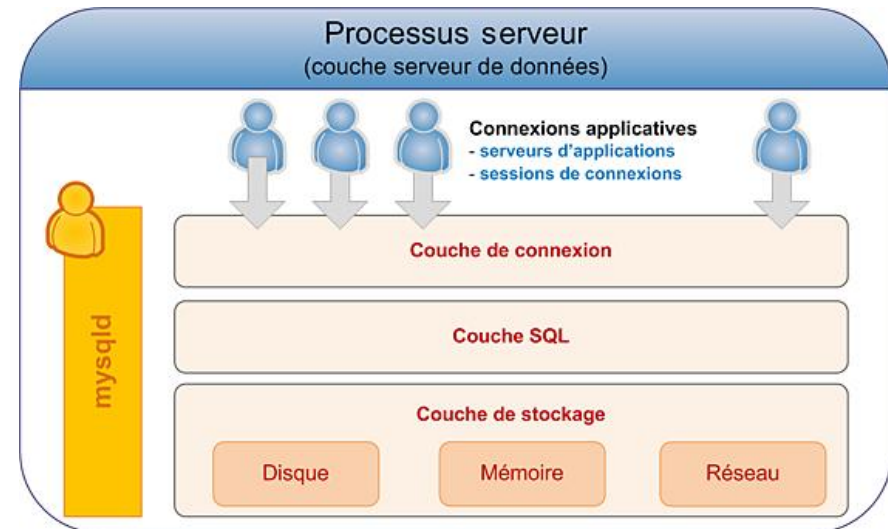 Processus serveur
(couche serveur de données)
Connexions applicatives
- serveurs d'applications
- sessions de connexions
mysqld
Couche de connexion
Couche SQL
Couche de stockage
Disque
Mémoire
Réseau